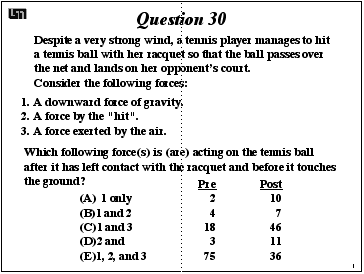 Question 30
Despite a very strong wind, a tennis player manages to hit
a tennis ball with her racquet so that the ball passes over
the net and lands on her opponent's court.
Consider the following forces:
1. A downward force of gravity.
2. A force by the "hit".
3. A force exerted by the air.
Which following force(s) is (are) acting on the tennis ball
after it has left contact with the racquet and before it touches
the ground? Pre Post
(A) 1 only 2 10
(B)1 and 2 4 7
(C)1 and 3 18 46
(D)2 and 3 11
(E)1, 2, and 3 75 36
1